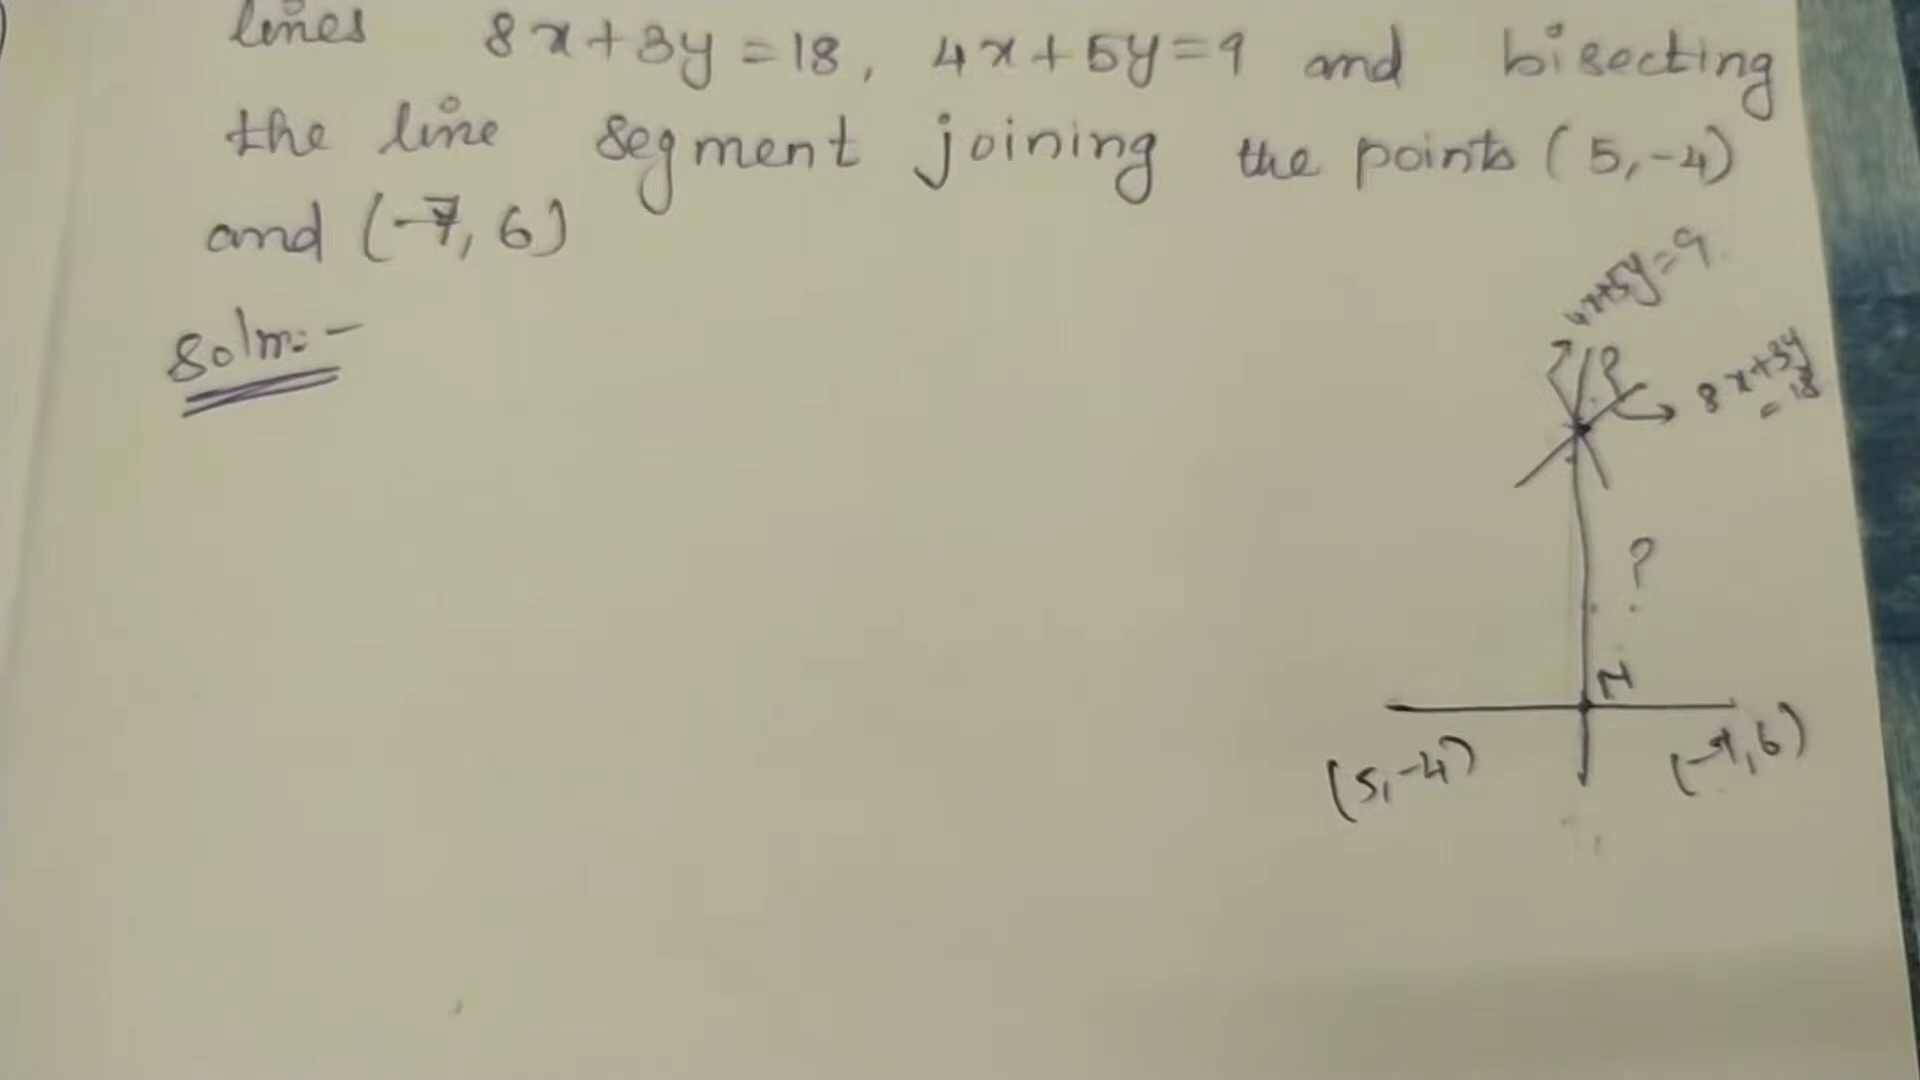 lines 8x+3y=18, 4x+5y=9 and bisecting
the line segment joining the points (5,-4)
and (-7, 6)
Soln:-
4x+5y=9
8x+3y
=18
?
M
(5,-4)
(-7,6)